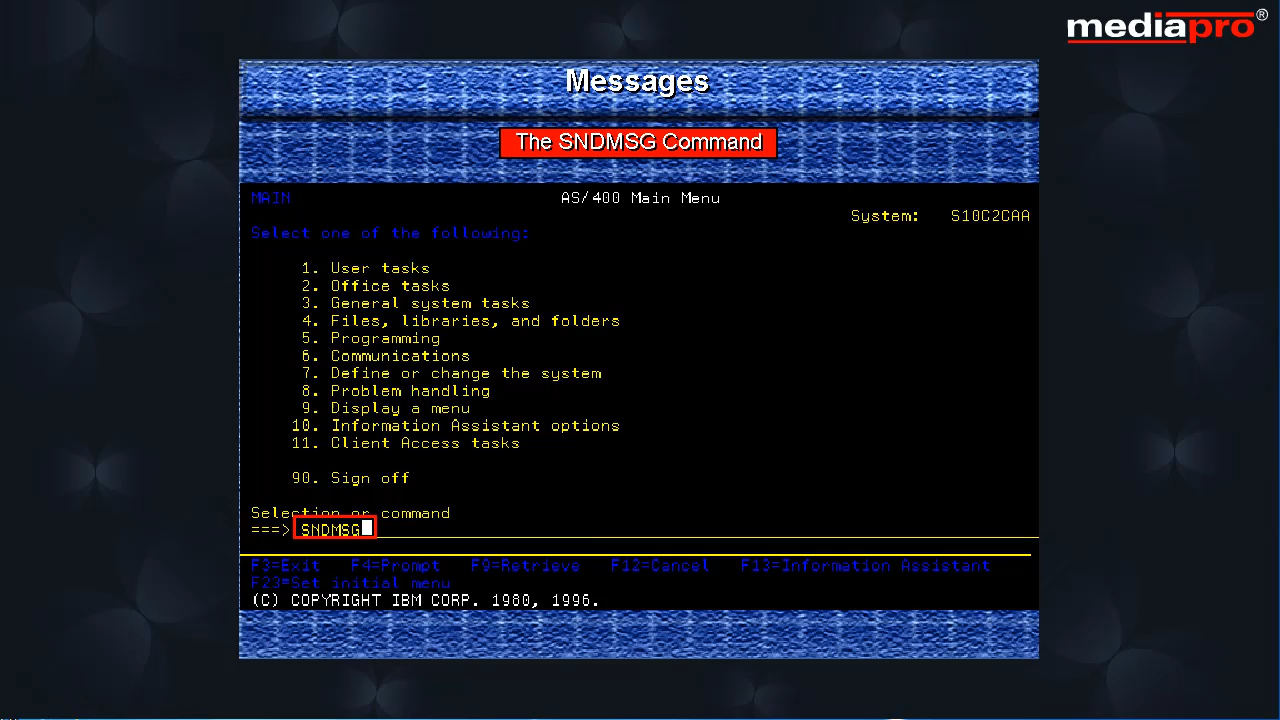 mediapro®
Messages
The SNDMSG Command
MAIN AS/400 Main Menu
System: S10C2CAA
Select one of the following:
1. User tasks
2. Office tasks
3. General system tasks
4. Files, libraries, and folders
5. Programming
6. Communications
7. Define or change the system
8. Problem handling
9. Display a menu
10. Information Assistant options
11. Client Access tasks
90. Sign off
Selection or command
===> SNDMSG
F3=Exit F4=Prompt F9=Retrieve F12=Cancel F13=Information Assistant
F23=Set initial menu
(C) COPYRIGHT IBM CORP. 1980, 1996.